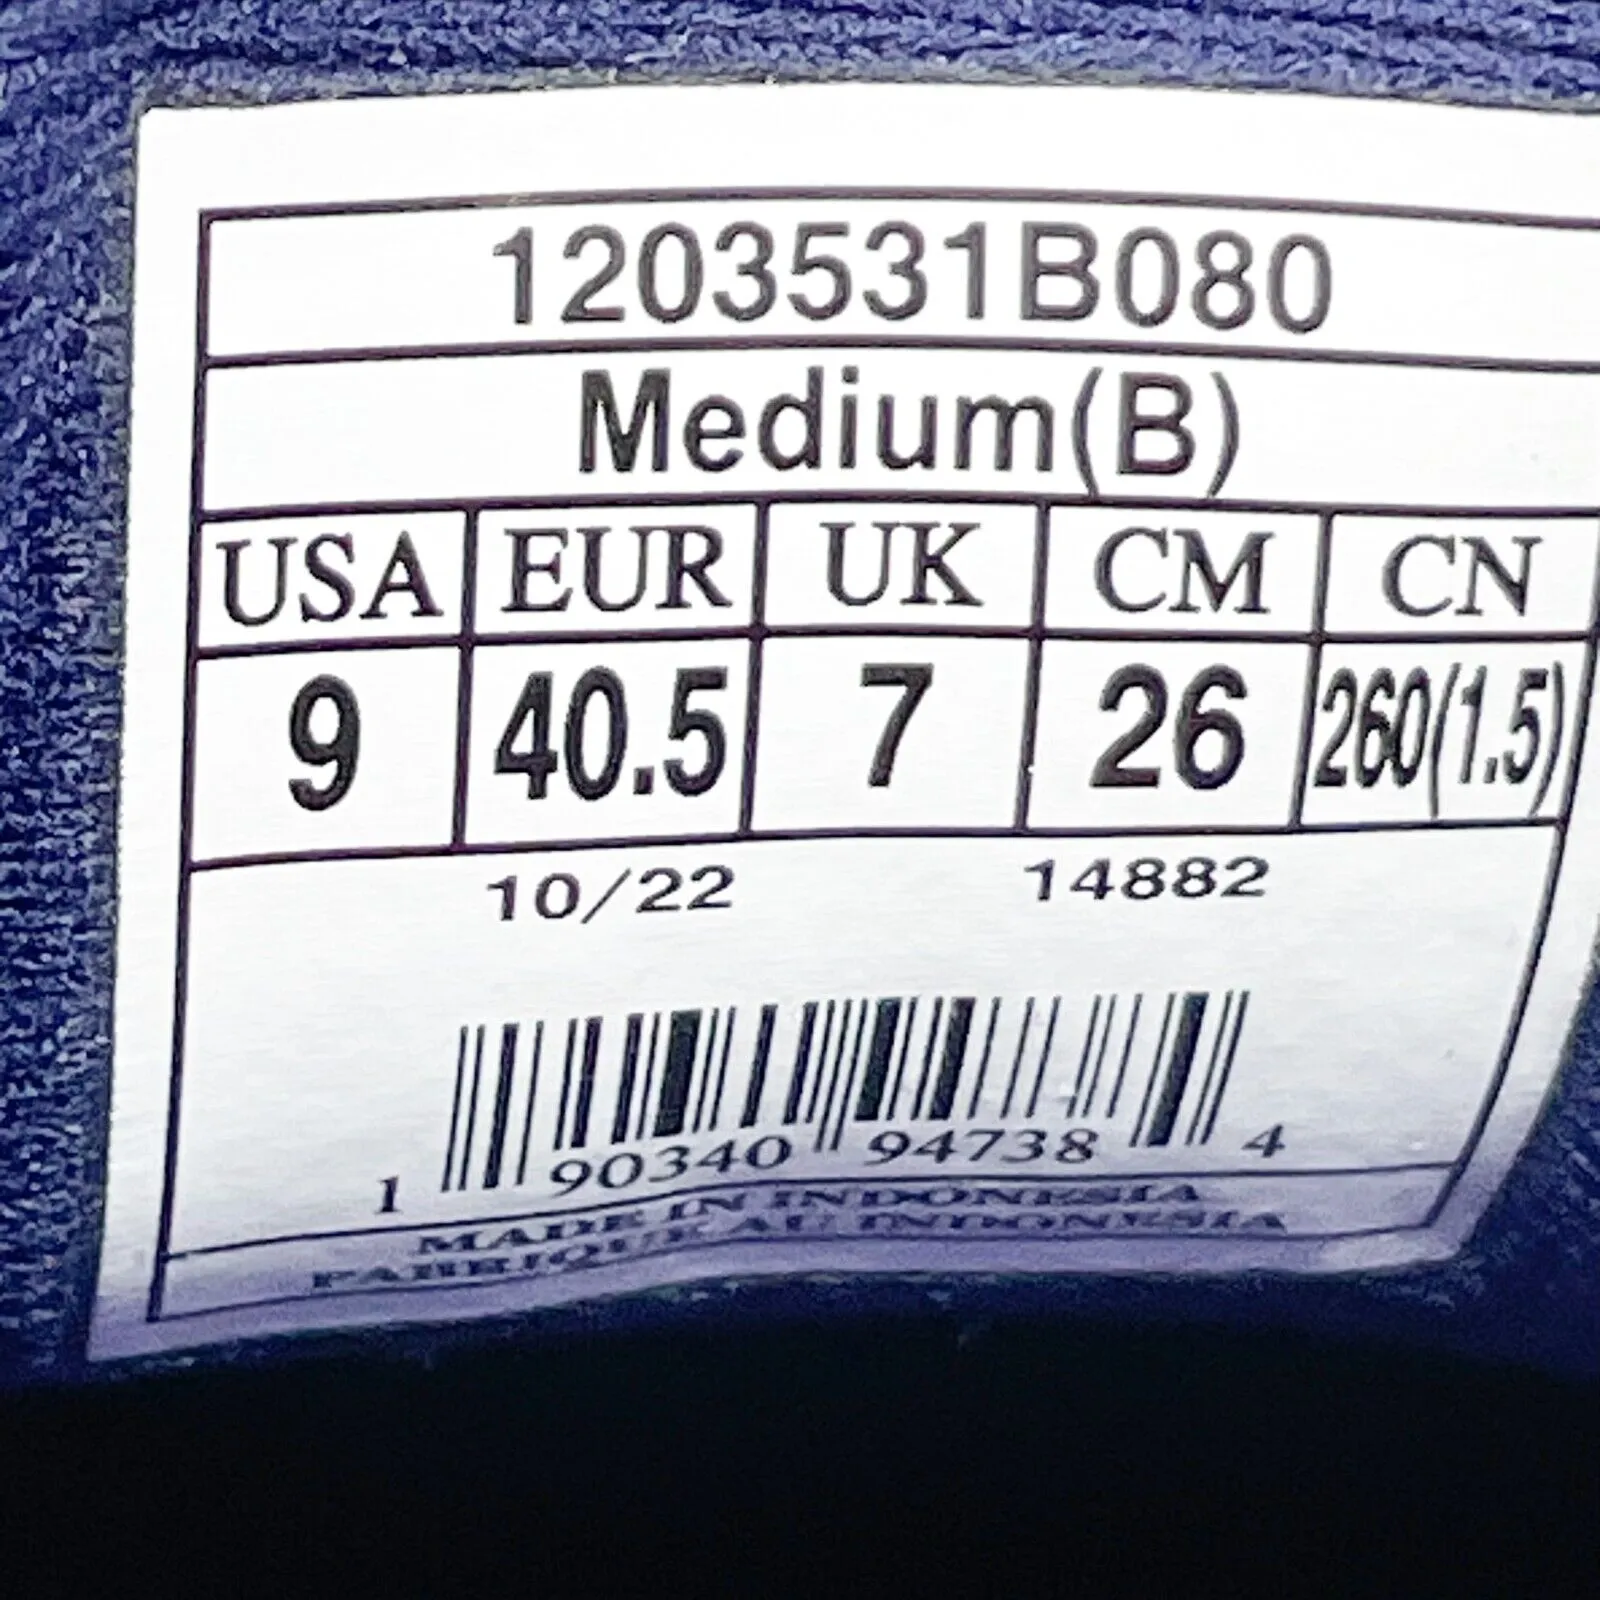 1203531B080
Medium(B)
USA EUR UK CM CN
9 40.5 7 26 260(1.5)
10/22 14882
1 90340 94738 4
MADE IN INDONESIA
FABRIQUE AU INDONESIA